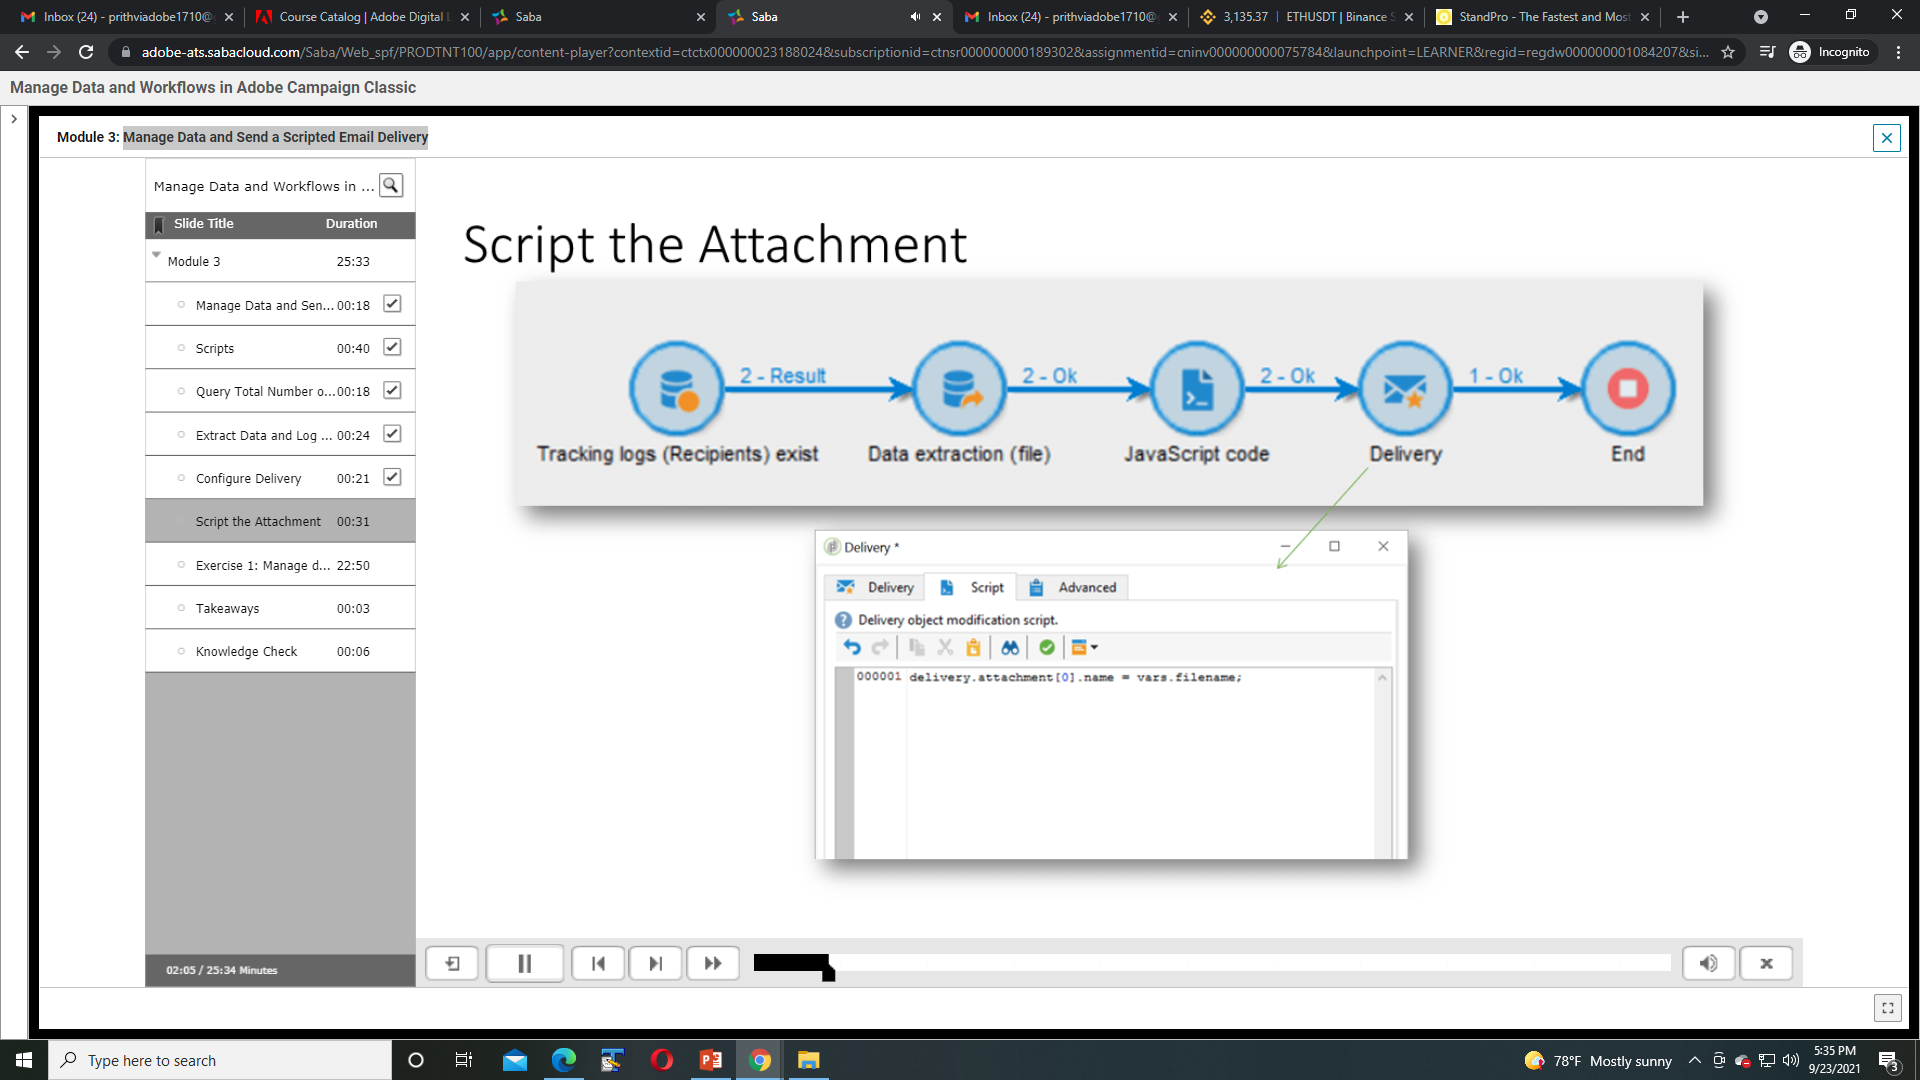 Inbox (24) - prithviadobe1710@
Course Catalog | Adobe Digital L
Saba
Saba
Inbox (24) - prithviadobe1710@
3,135.37 | ETHUSDT | Binance S
StandPro - The Fastest and Most
adobe-ats.sabacloud.com/Saba/Web_spf/PRODTNT100/app/content-player?contextid=ctctx000000023188024&subscriptionid=ctnsr0000000000189302&assignmentid=cninv000000000075784&launchpoint=LEARNER&regid=regdw000000001084207&si...
Incognito
Manage Data and Workflows in Adobe Campaign Classic
Module 3: Manage Data and Send a Scripted Email Delivery
Manage Data and Workflows in ...
Slide Title Duration
Module 3 25:33
Manage Data and Sen... 00:18
Scripts 00:40
Query Total Number o... 00:18
Extract Data and Log ... 00:24
Configure Delivery 00:21
Script the Attachment 00:31
Exercise 1: Manage d... 22:50
Takeaways 00:03
Knowledge Check 00:06
02:05 / 25:34 Minutes
Script the Attachment
2 - Result 2 - Ok 2 - Ok 1 - Ok
Tracking logs (Recipients) exist Data extraction (file) JavaScript code Delivery End
Delivery *
Delivery Script Advanced
Delivery object modification script.
000001 delivery.attachment[0].name = vars.filename;
Type here to search
78°F Mostly sunny
5:35 PM
9/23/2021
3